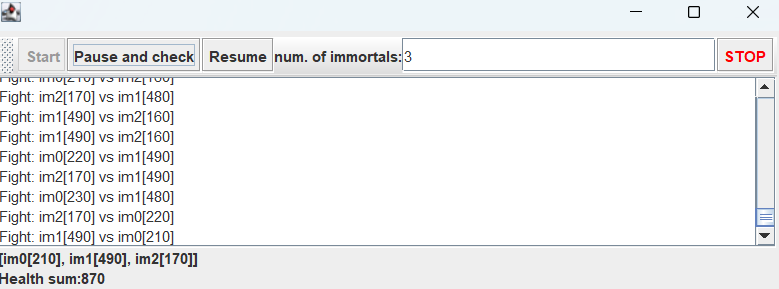 Start Pause and check Resume num. of immortals: 3 STOP
Fight: im0[210] vs im2[160]
Fight: im2[170] vs im1[480]
Fight: im1[490] vs im2[160]
Fight: im1[490] vs im2[160]
Fight: im0[220] vs im1[490]
Fight: im2[170] vs im1[490]
Fight: im0[230] vs im1[480]
Fight: im2[170] vs im0[220]
Fight: im1[490] vs im0[210]
[im0[210], im1[490], im2[170]]
Health sum:870